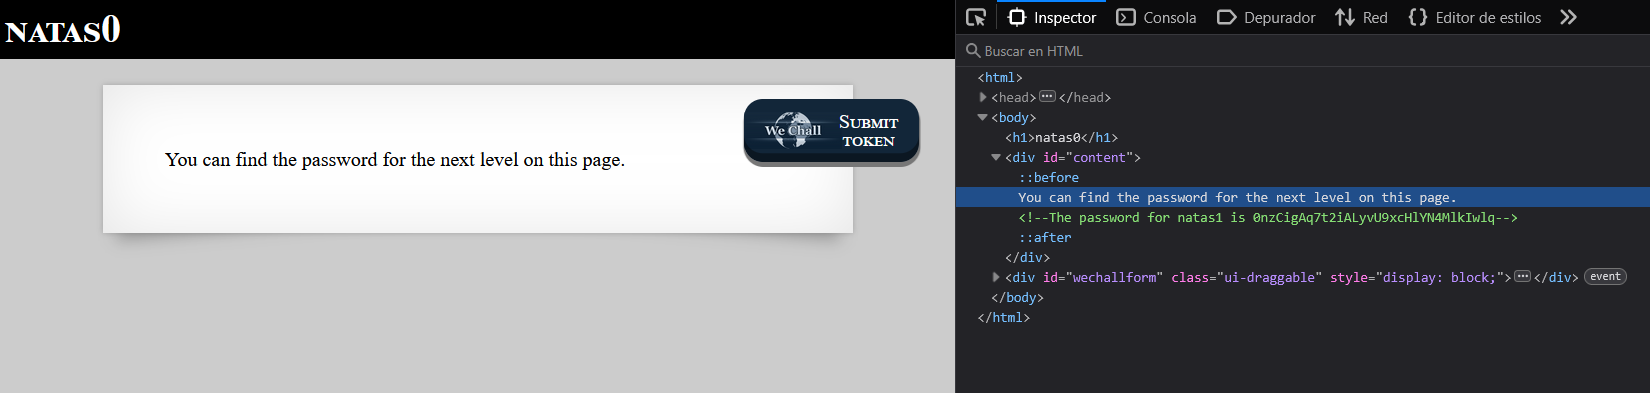 NATAS0
You can find the password for the next level on this page.
We Chall
SUBMIT
TOKEN
Inspector
Consola
Depurador
Red
Editor de estilos
Buscar en HTML
<html>
<head>···</head>
<body>
<h1>natas0</h1>
<div id="content">
::before
You can find the password for the next level on this page.
<!--The password for natas1 is 0nzCigAq7t2iALyvU9xcHlYN4MlkIwlq-->
::after
</div>
<div id="wechallform" class="ui-draggable" style="display: block;">···</div> event
</body>
</html>